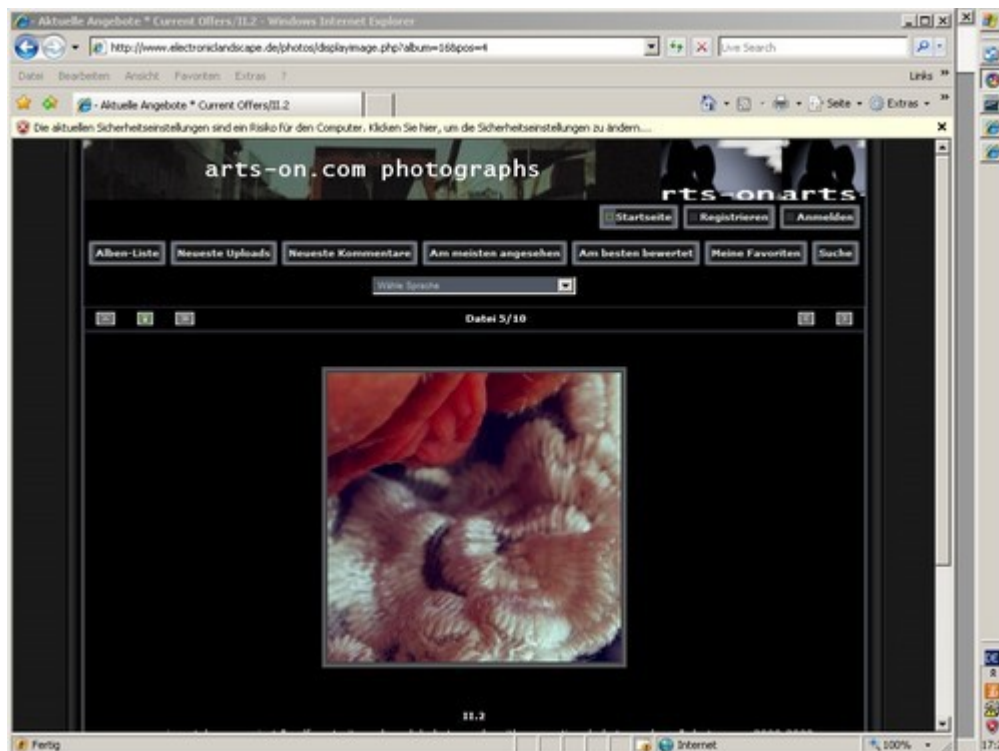 - Aktuelle Angebote * Current Offers/II.2 - Windows Internet Explorer
http://www.electroniclandscape.de/photos/displayimage.php?album=16&pos=4
Live Search
Datei Bearbeiten Ansicht Favoriten Extras ?
Links
- Aktuelle Angebote * Current Offers/II.2
Seite
Extras
Die aktuellen Sicherheitseinstellungen sind ein Risiko für den Computer. Klicken Sie hier, um die Sicherheitseinstellungen zu ändern....
arts-on.com photographs
rts-on arts-
Startseite Registrieren Anmelden
Alben-Liste Neueste Uploads Neueste Kommentare Am meisten angesehen Am besten bewertet Meine Favoriten Suche
Wähle Sprache
Datei 5/10
II.2
Fertig
Internet
100%
DE
17: